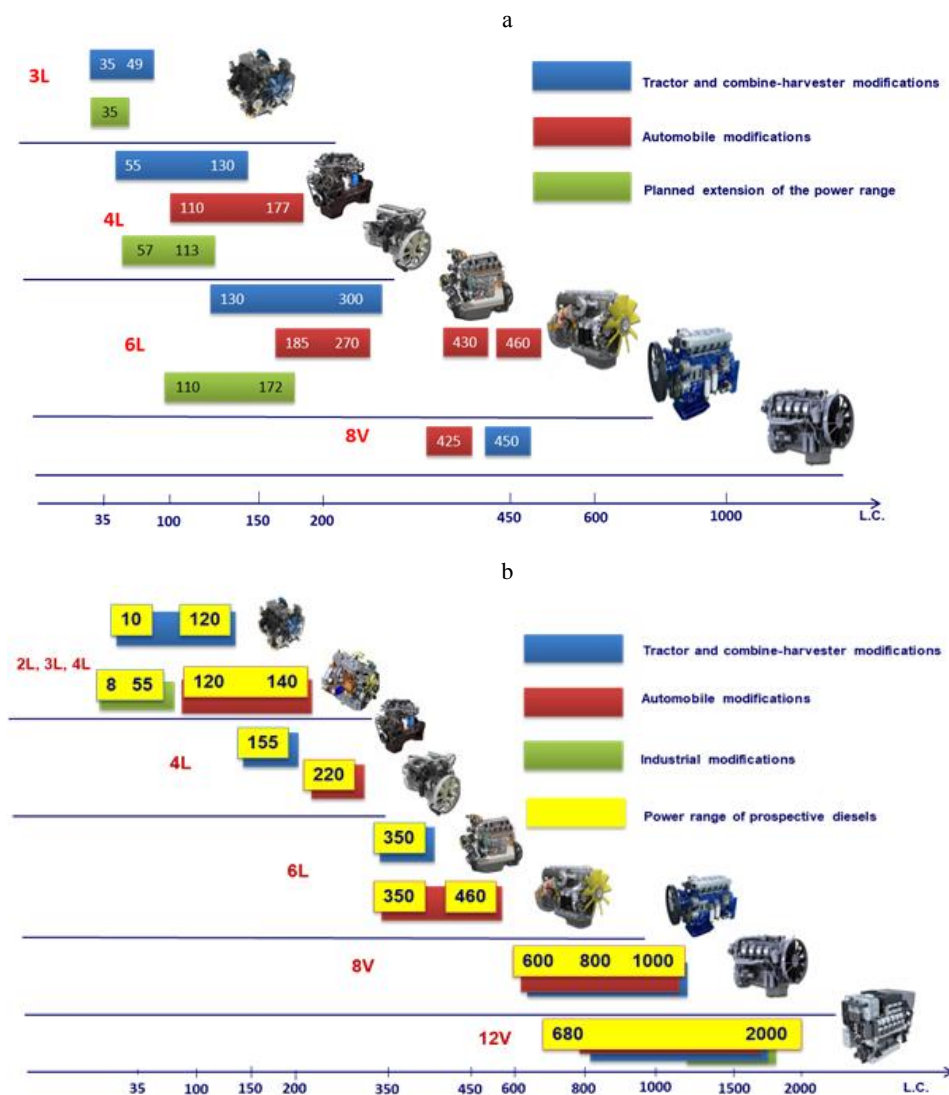 a
3L
35 49
35
Tractor and combine-harvester modifications
Automobile modifications
Planned extension of the power range
4L
55 130
110 177
57 113
6L
130 300
185 270
430
460
110 172
8V
425
450
35 100 150 200 450 600 1000 L.C.
b
10 120
2L, 3L, 4L
8 55
120 140
Tractor and combine-harvester modifications
Automobile modifications
Industrial modifications
Power range of prospective diesels
4L
155
220
6L
350
350 460
8V
600 800 1000
12V
680 2000
35 100 150 200 350 450 600 800 1000 1500 2000 L.C.